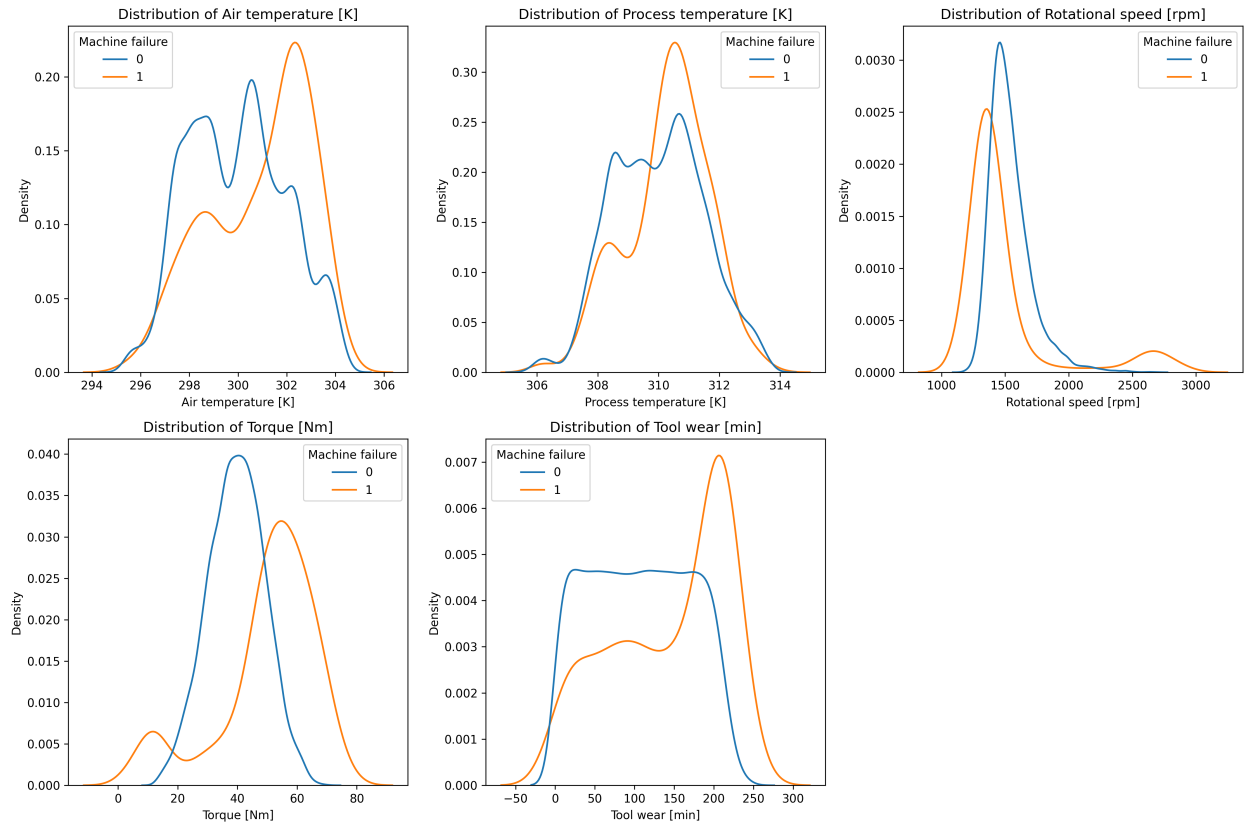 Distribution of Air temperature [K]
Machine failure
0
1
0.20
0.15
0.10
0.05
0.00
Density
294 296 298 300 302 304 306
Air temperature [K]
Distribution of Process temperature [K]
Machine failure
0
1
0.30
0.25
0.20
0.15
0.10
0.05
0.00
Density
306 308 310 312 314
Process temperature [K]
Distribution of Rotational speed [rpm]
Machine failure
0
1
0.0030
0.0025
0.0020
0.0015
0.0010
0.0005
0.0000
Density
1000 1500 2000 2500 3000
Rotational speed [rpm]
Distribution of Torque [Nm]
Machine failure
0
1
0.040
0.035
0.030
0.025
0.020
0.015
0.010
0.005
0.000
Density
0 20 40 60 80
Torque [Nm]
Distribution of Tool wear [min]
Machine failure
0
1
0.007
0.006
0.005
0.004
0.003
0.002
0.001
0.000
Density
−50 0 50 100 150 200 250 300
Tool wear [min]